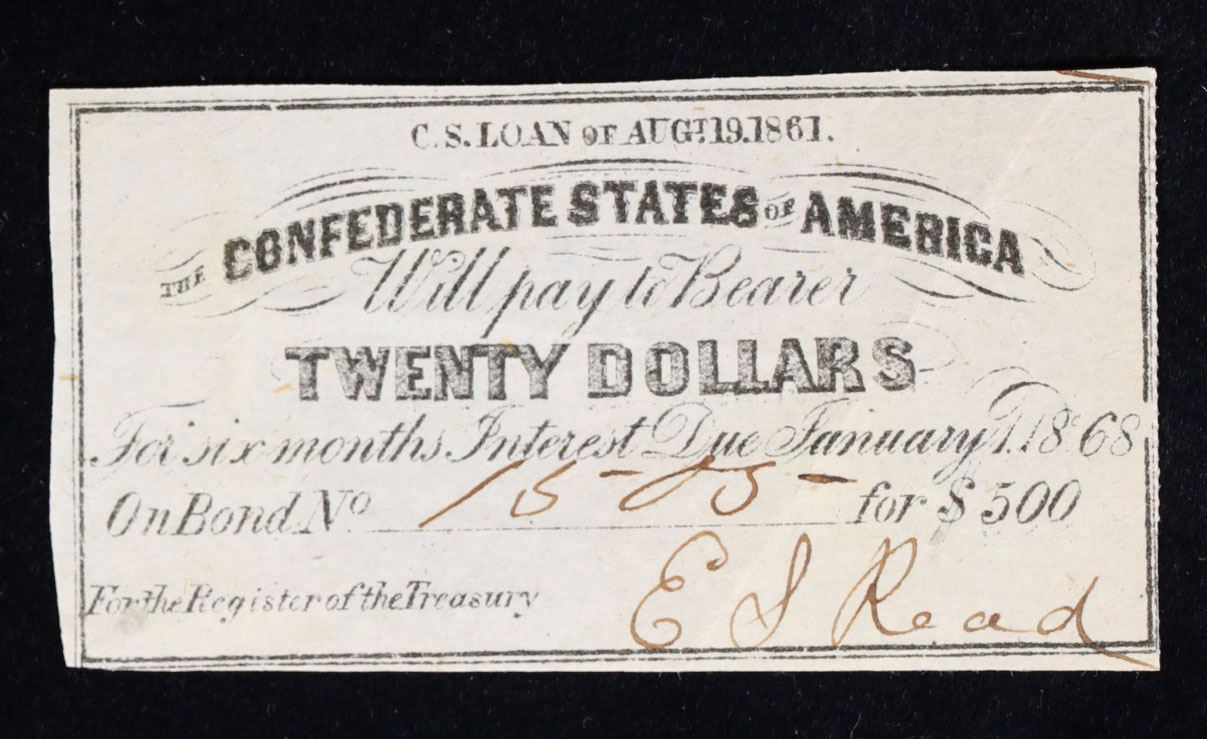 C.S. LOAN OF AUGT. 19. 1861.
THE CONFEDERATE STATES OF AMERICA
Will pay to Bearer
TWENTY DOLLARS
For six months Interest Due January 1. 1868
On Bond No for $500
For the Register of the Treasury
E S Read